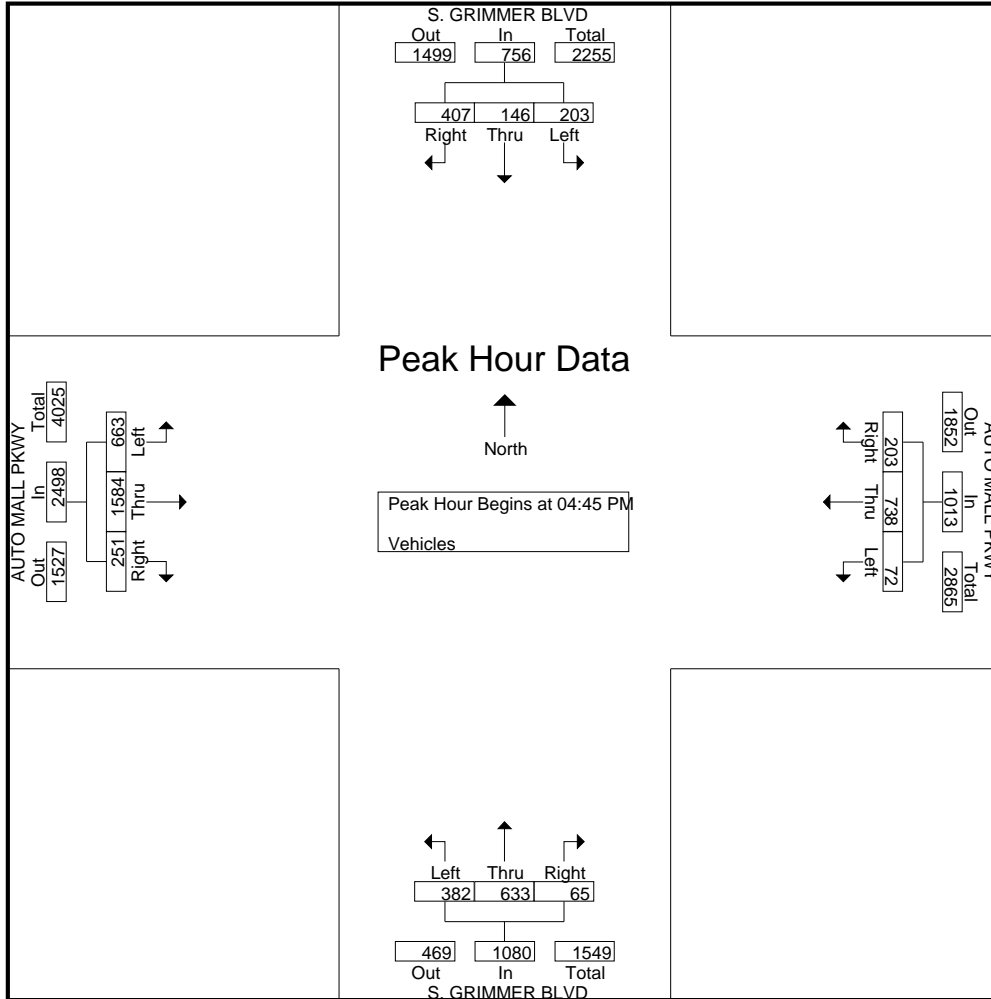 S. GRIMMER BLVD
Out In Total
1499 756 2255
407 146 203
Right Thru Left
Peak Hour Data
North
Peak Hour Begins at 04:45 PM
Vehicles
AUTO MALL PKWY
Total In Out
4025 2498 1527
663 1584 251
Left Thru Right
AUTO MALL PKWY
Out In Total
1852 1013 2865
203 738 72
Right Thru Left
Left Thru Right
382 633 65
469 1080 1549
Out In Total
S. GRIMMER BLVD